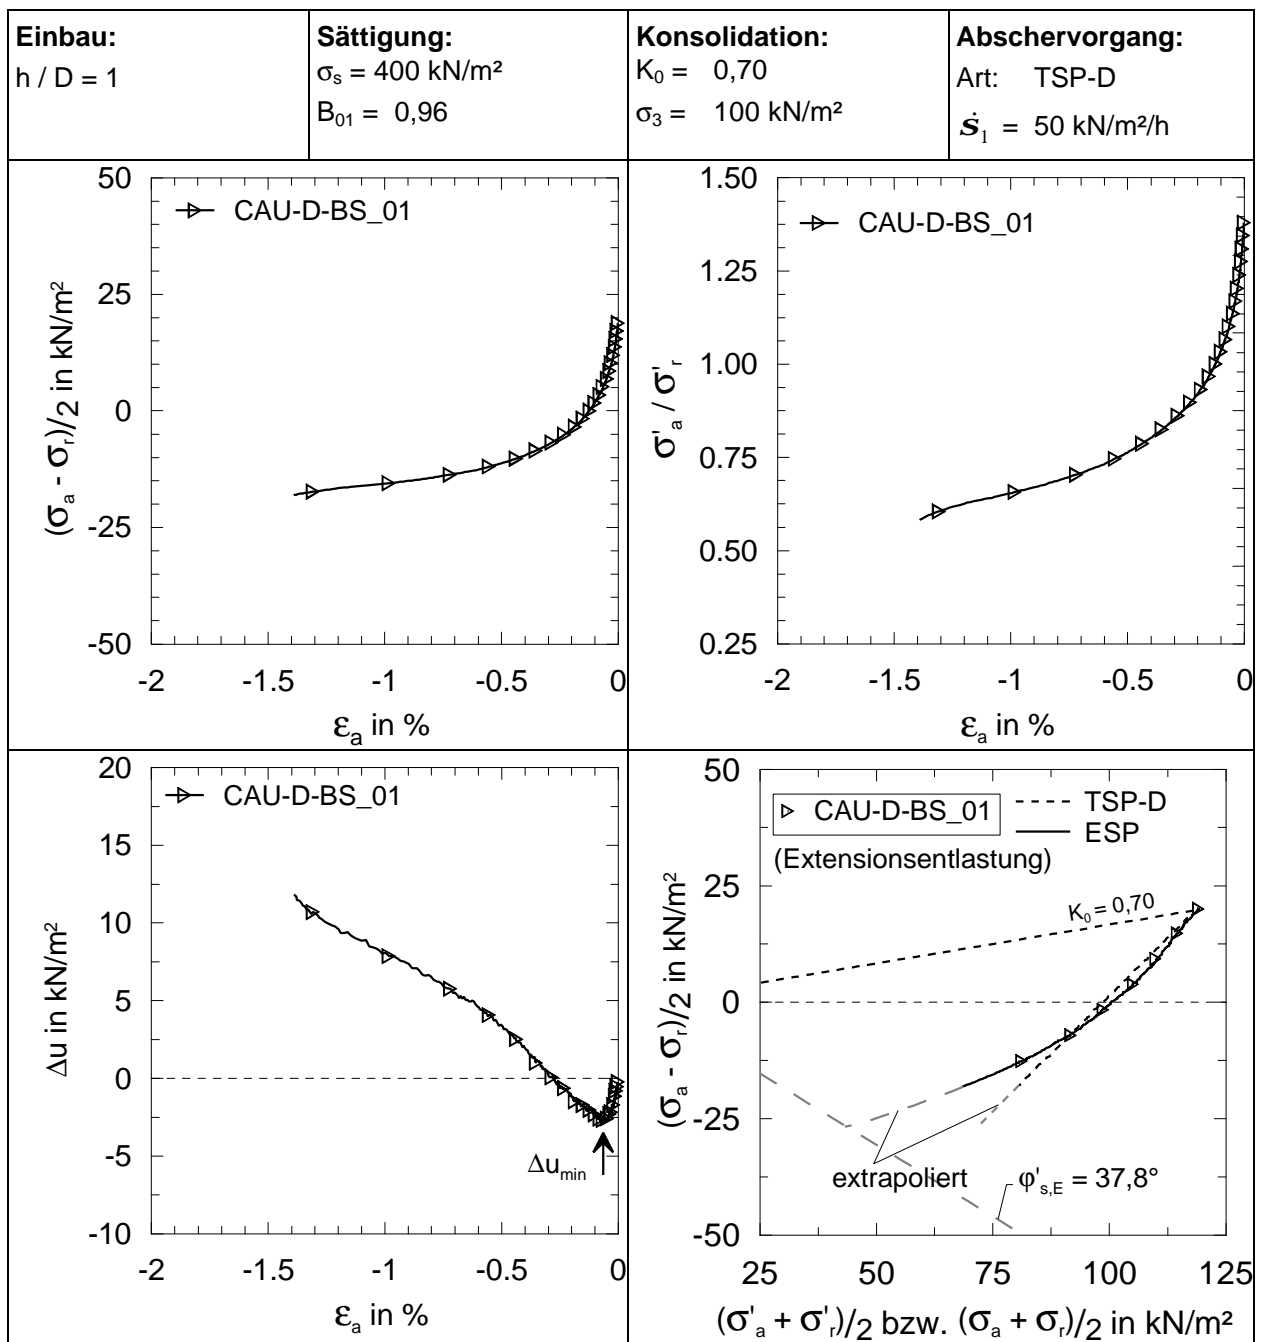 Einbau:
h / D = 1
Sättigung:
σs = 400 kN/m²
B01 = 0,96
Konsolidation:
K0 = 0,70
σ3 = 100 kN/m²
Abschervorgang:
Art: TSP-D
ṡ1 = 50 kN/m²/h
50
25
0
-25
-50
(σa - σr)/2 in kN/m²
CAU-D-BS_01
-2 -1.5 -1 -0.5 0
εa in %
1.50
1.25
1.00
0.75
0.50
0.25
σ'a / σ'r
CAU-D-BS_01
-2 -1.5 -1 -0.5 0
εa in %
20
15
10
5
0
-5
-10
Δu in kN/m²
CAU-D-BS_01
Δumin
-2 -1.5 -1 -0.5 0
εa in %
50
25
0
-25
-50
(σa - σr)/2 in kN/m²
CAU-D-BS_01
TSP-D
ESP
(Extensionsentlastung)
K0 = 0,70
extrapoliert
φ's,E = 37,8°
25 50 75 100 125
(σ'a + σ'r)/2 bzw. (σa + σr)/2 in kN/m²